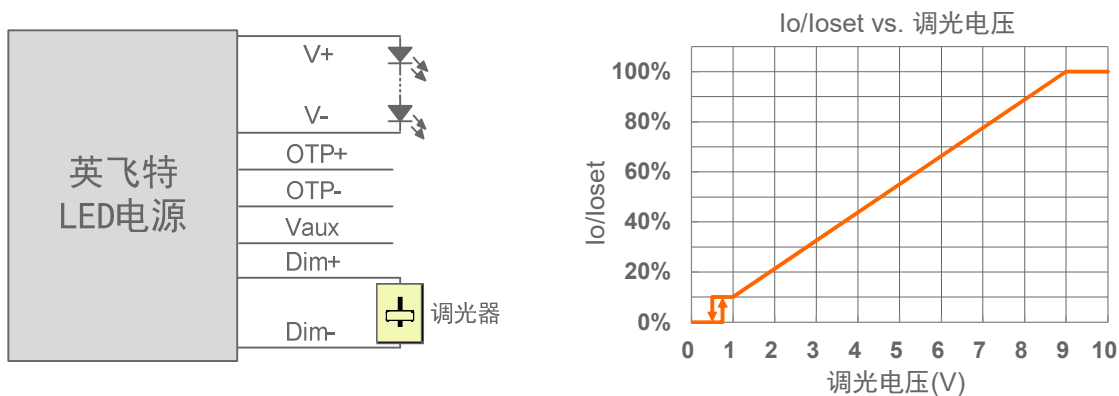 英飞特
LED电源
V+
V-
OTP+
OTP-
Vaux
Dim+
Dim-
调光器
Io/Ioset vs. 调光电压
Io/Ioset
100%
80%
60%
40%
20%
0%
0 1 2 3 4 5 6 7 8 9 10
调光电压(V)